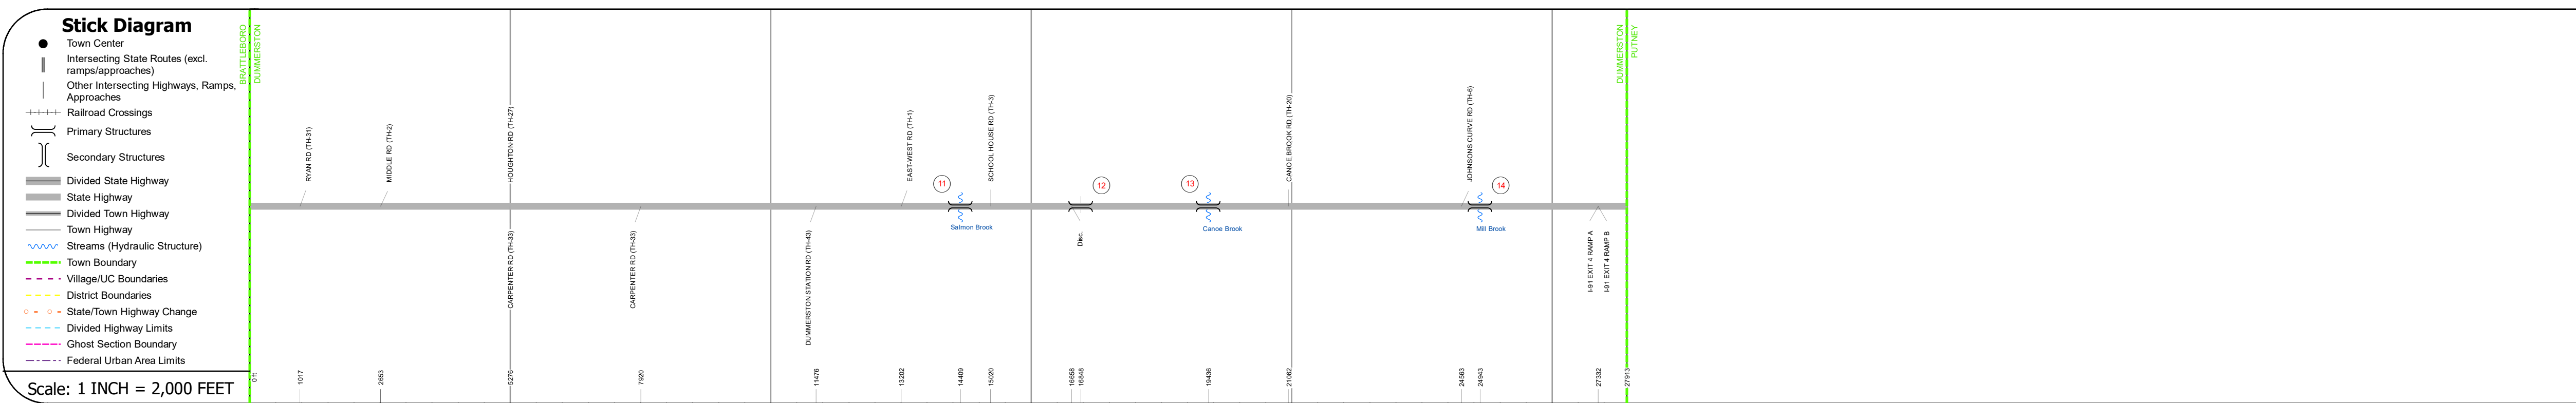 Stick Diagram
Town Center
Intersecting State Routes (excl.
ramps/approaches)
Other Intersecting Highways, Ramps,
Approaches
Railroad Crossings
Primary Structures
Secondary Structures
Divided State Highway
State Highway
Divided Town Highway
Town Highway
Streams (Hydraulic Structure)
Town Boundary
Village/UC Boundaries
District Boundaries
State/Town Highway Change
Divided Highway Limits
Ghost Section Boundary
Federal Urban Area Limits
Scale: 1 INCH = 2,000 FEET
BRATTLEBORO
DUMMERSTON
DUMMERSTON
PUTNEY
RYAN RD (TH-31)
MIDDLE RD (TH-2)
HOUGHTON RD (TH-27)
EAST-WEST RD (TH-1)
SCHOOL HOUSE RD (TH-3)
CANOE BROOK RD (TH-20)
JOHNSONS CURVE RD (TH-6)
11
12
13
14
Salmon Brook
Canoe Brook
Mill Brook
CARPENTER RD (TH-33)
CARPENTER RD (TH-33)
DUMMERSTON STATION RD (TH-43)
Disc.
I-91 EXIT 4 RAMP A
I-91 EXIT 4 RAMP B
0 ft
1017
2653
5276
7920
11476
13202
14409
15020
16658
16848
19436
21062
24563
24943
27332
27913